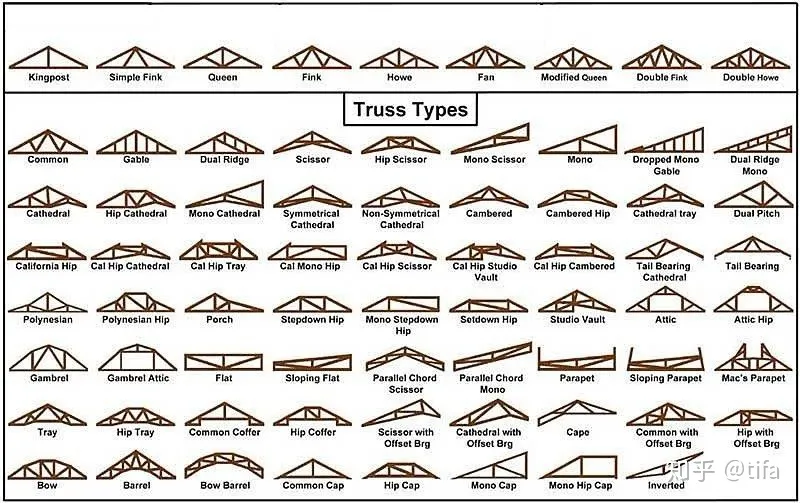 Kingpost
Simple Fink
Queen
Fink
Howe
Fan
Modified Queen
Double Fink
Double Howe
Truss Types
Common
Gable
Dual Ridge
Scissor
Hip Scissor
Mono Scissor
Mono
Dropped Mono
Gable
Dual Ridge
Mono
Cathedral
Hip Cathedral
Mono Cathedral
Symmetrical
Cathedral
Non-Symmetrical
Cathedral
Cambered
Cambered Hip
Cathedral tray
Dual Pitch
California Hip
Cal Hip Cathedral
Cal Hip Tray
Cal Mono Hip
Cal Hip Scissor
Cal Hip Studio
Vault
Cal Hip Cambered
Tail Bearing
Cathedral
Tail Bearing
Polynesian
Polynesian Hip
Porch
Stepdown Hip
Mono Stepdown
Hip
Setdown Hip
Studio Vault
Attic
Attic Hip
Gambrel
Gambrel Attic
Flat
Sloping Flat
Parallel Chord
Scissor
Parallel Chord
Mono
Parapet
Sloping Parapet
Mac's Parapet
Tray
Hip Tray
Common Coffer
Hip Coffer
Scissor with
Offset Brg
Cathedral with
Offset Brg
Cape
Common with
Offset Brg
Hip with
Offset Brg
Bow
Barrel
Bow Barrel
Common Cap
Hip Cap
Mono Cap
Mono Hip Cap
Inverted
知乎 @tifa